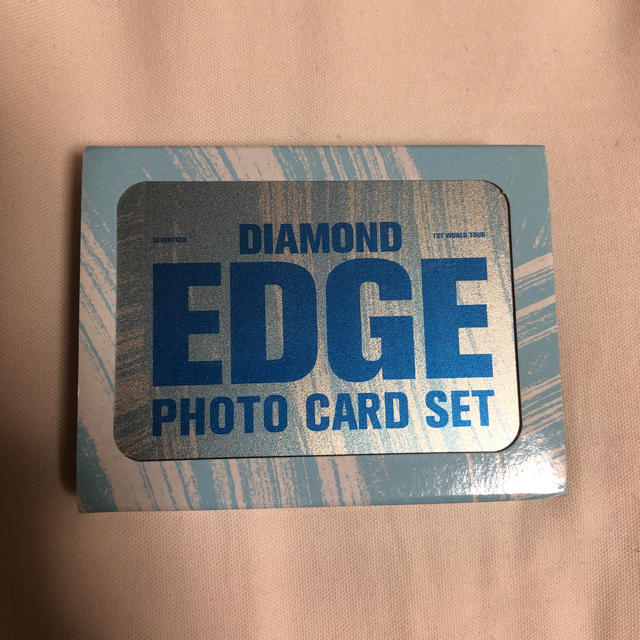 SEVENTEEN
DIAMOND
1ST WORLD TOUR
EDGE
PHOTO CARD SET